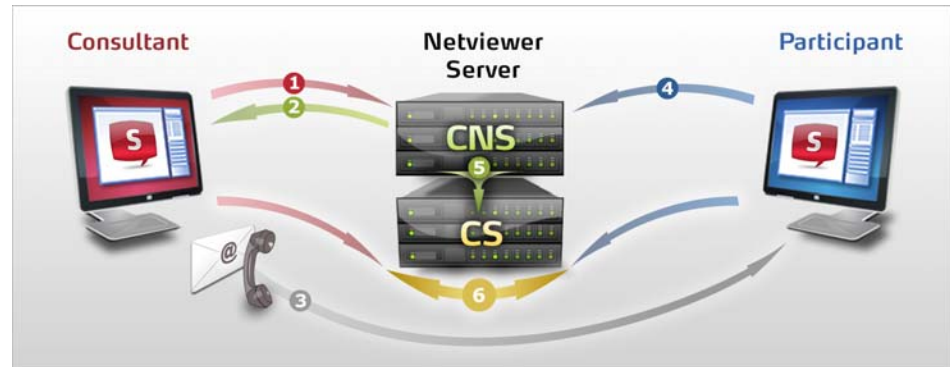 Consultant
Netviewer
Server
Participant
1
2
4
S
CNS
S
5
CS
@
3
6